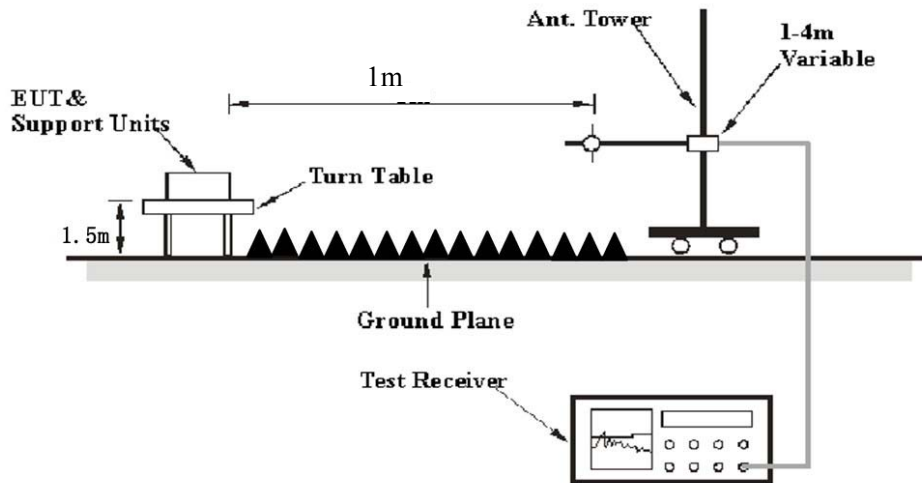 Ant. Tower
1-4m
Variable
1m
EUT &
Support Units
Turn Table
1.5m
Ground Plane
Test Receiver